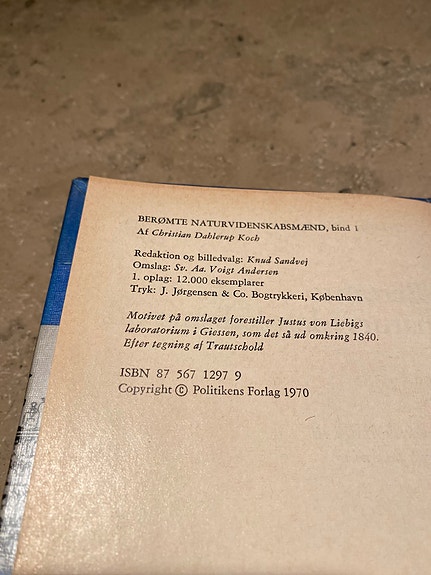 BERØMTE NATURVIDENSKABSMÆND, bind 1
Af Christian Dahlerup Koch
Redaktion og billedvalg: Knud Sandvej
Omslag: Sv. Aa. Voigt Andersen
1. oplag: 12.000 eksemplarer
Tryk: J. Jørgensen & Co. Bogtrykkeri, København
Motivet på omslaget forestiller Justus von Liebigs
laboratorium i Giessen, som det så ud omkring 1840.
Efter tegning af Trautschold
ISBN 87 567 1297 9
Copyright © Politikens Forlag 1970